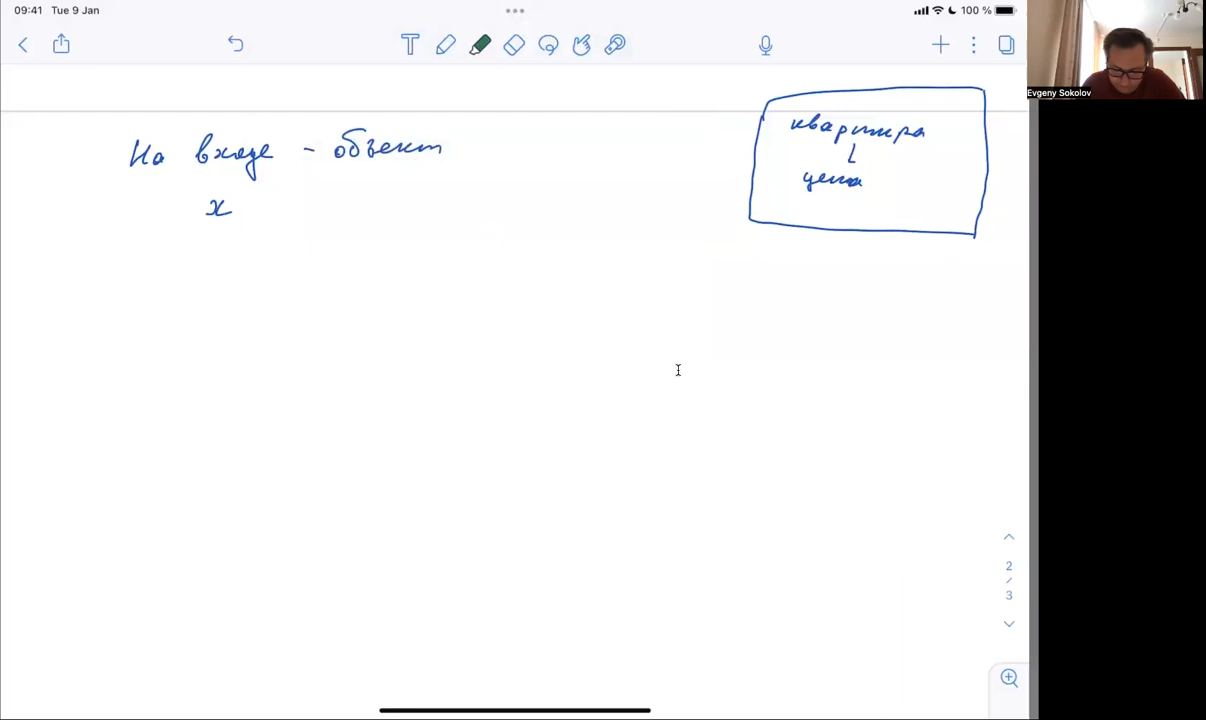 09:41 Tue 9 Jan
100 %
T
Evgeny Sokolov
На входе - объект
x
квартира
цена
2
/
3